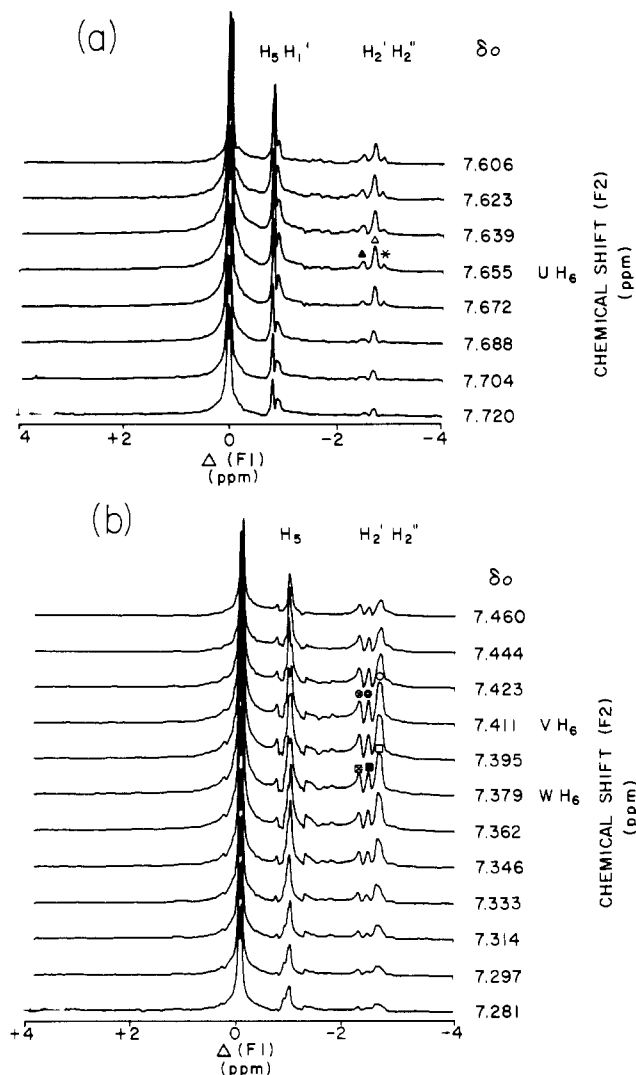 (a)
H5 H1' H2' H2" δo
7.606
7.623
7.639
7.655 U H6
7.672
7.688
7.704
7.720
CHEMICAL SHIFT (F2)
(ppm)
4 +2 0 -2 -4
Δ (F1)
(ppm)
(b)
H5 H2' H2"
δo
7.460
7.444
7.423
7.411 V H6
7.395
7.379 W H6
7.362
7.346
7.333
7.314
7.297
7.281
CHEMICAL SHIFT (F2)
(ppm)
+4 +2 0 -2 -4
Δ (F1)
(ppm)